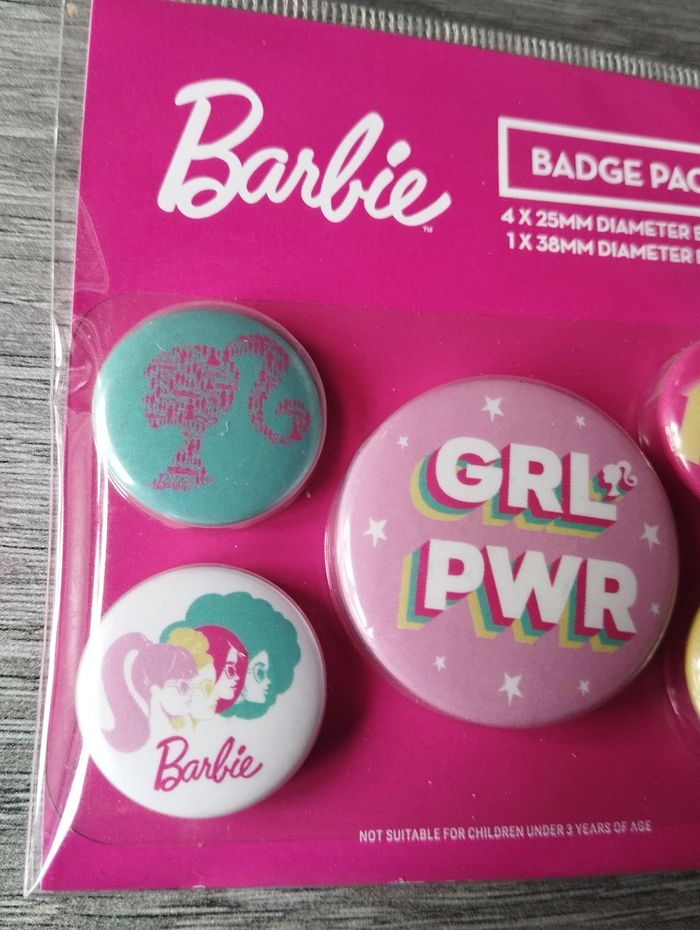 Barbie
TM
BADGE PAC
4 X 25MM DIAMETER
1 X 38MM DIAMETER
GRL
PWR
Barbie
NOT SUITABLE FOR CHILDREN UNDER 3 YEARS OF AGE